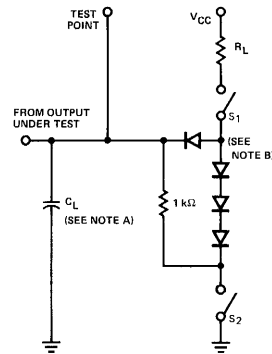 TEST
POINT
VCC
RL
S1
FROM OUTPUT
UNDER TEST
(SEE
NOTE B)
CL
(SEE NOTE A)
1 kΩ
S2